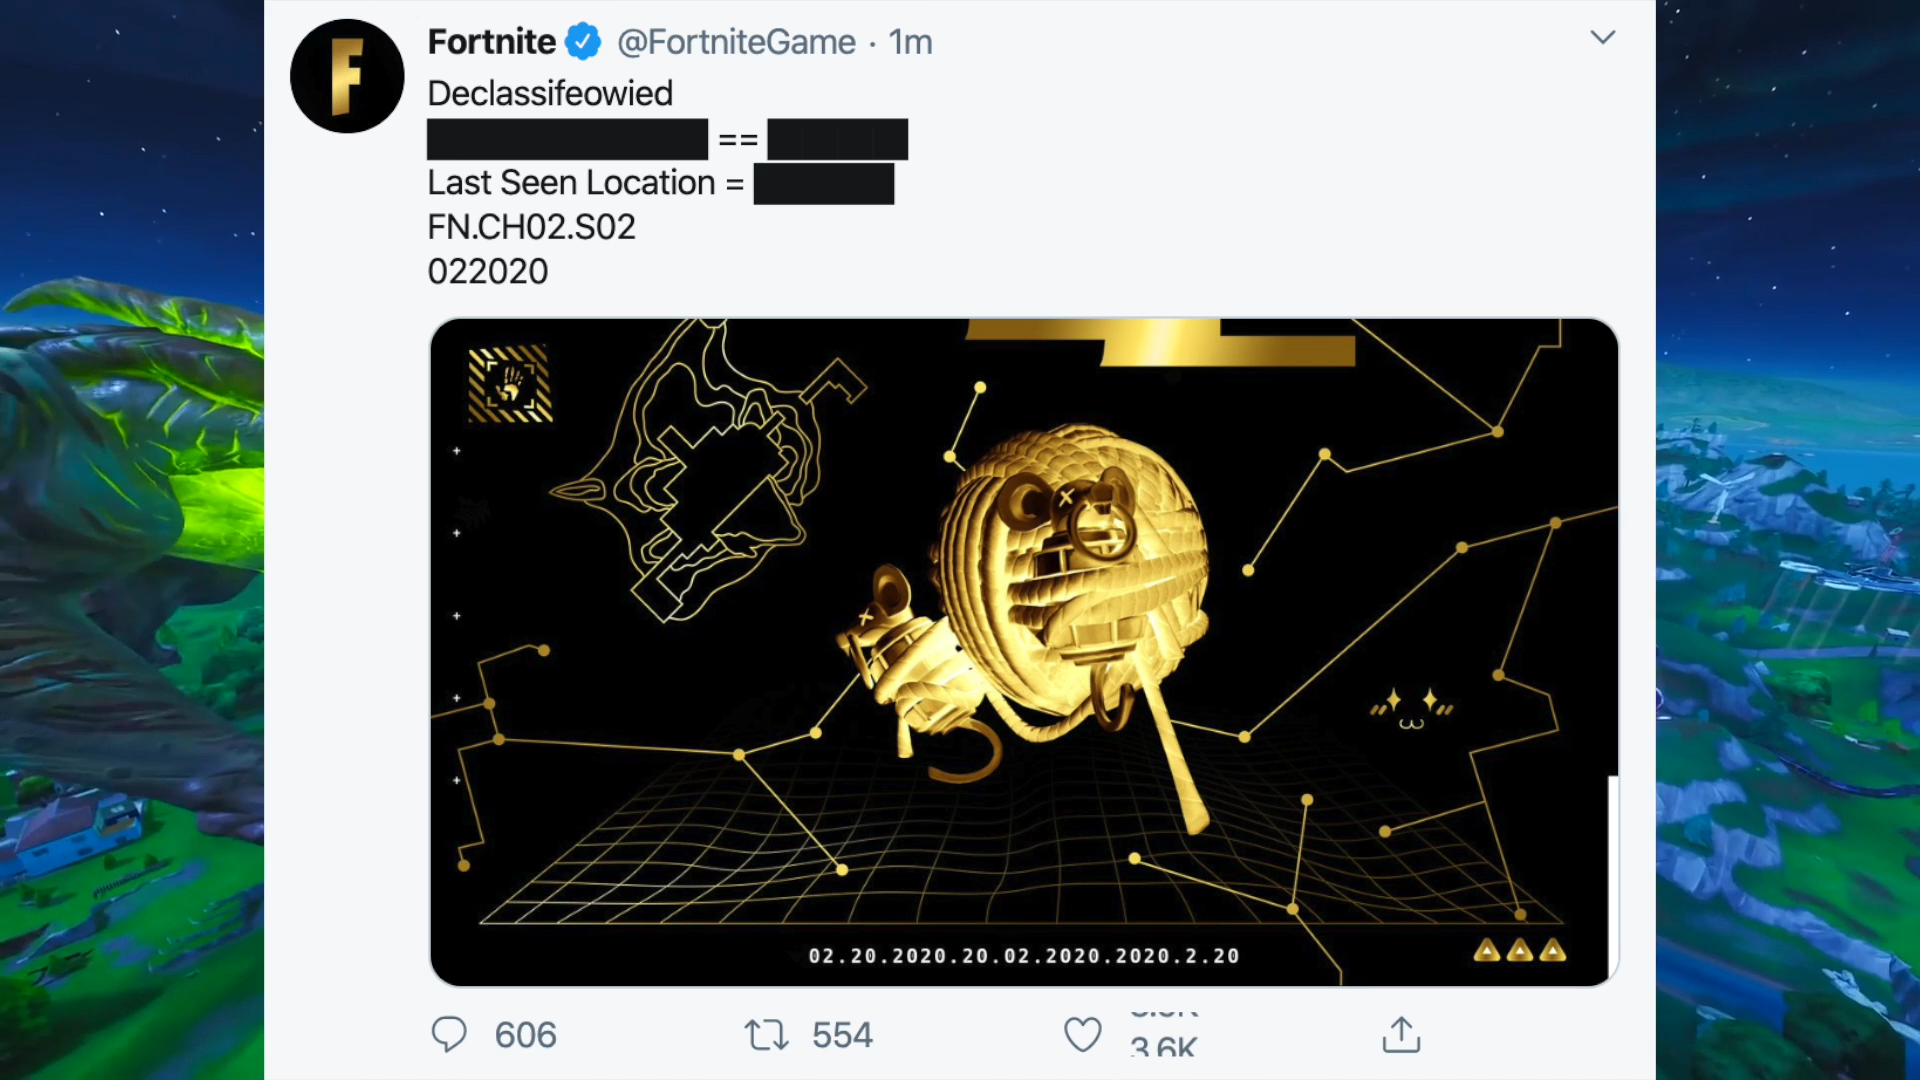 F
Fortnite @FortniteGame · 1m
Declassifeowied
==
Last Seen Location =
FN.CH02.S02
022020
02.20.2020.20.02.2020.2020.2.20
606 554 3.6K